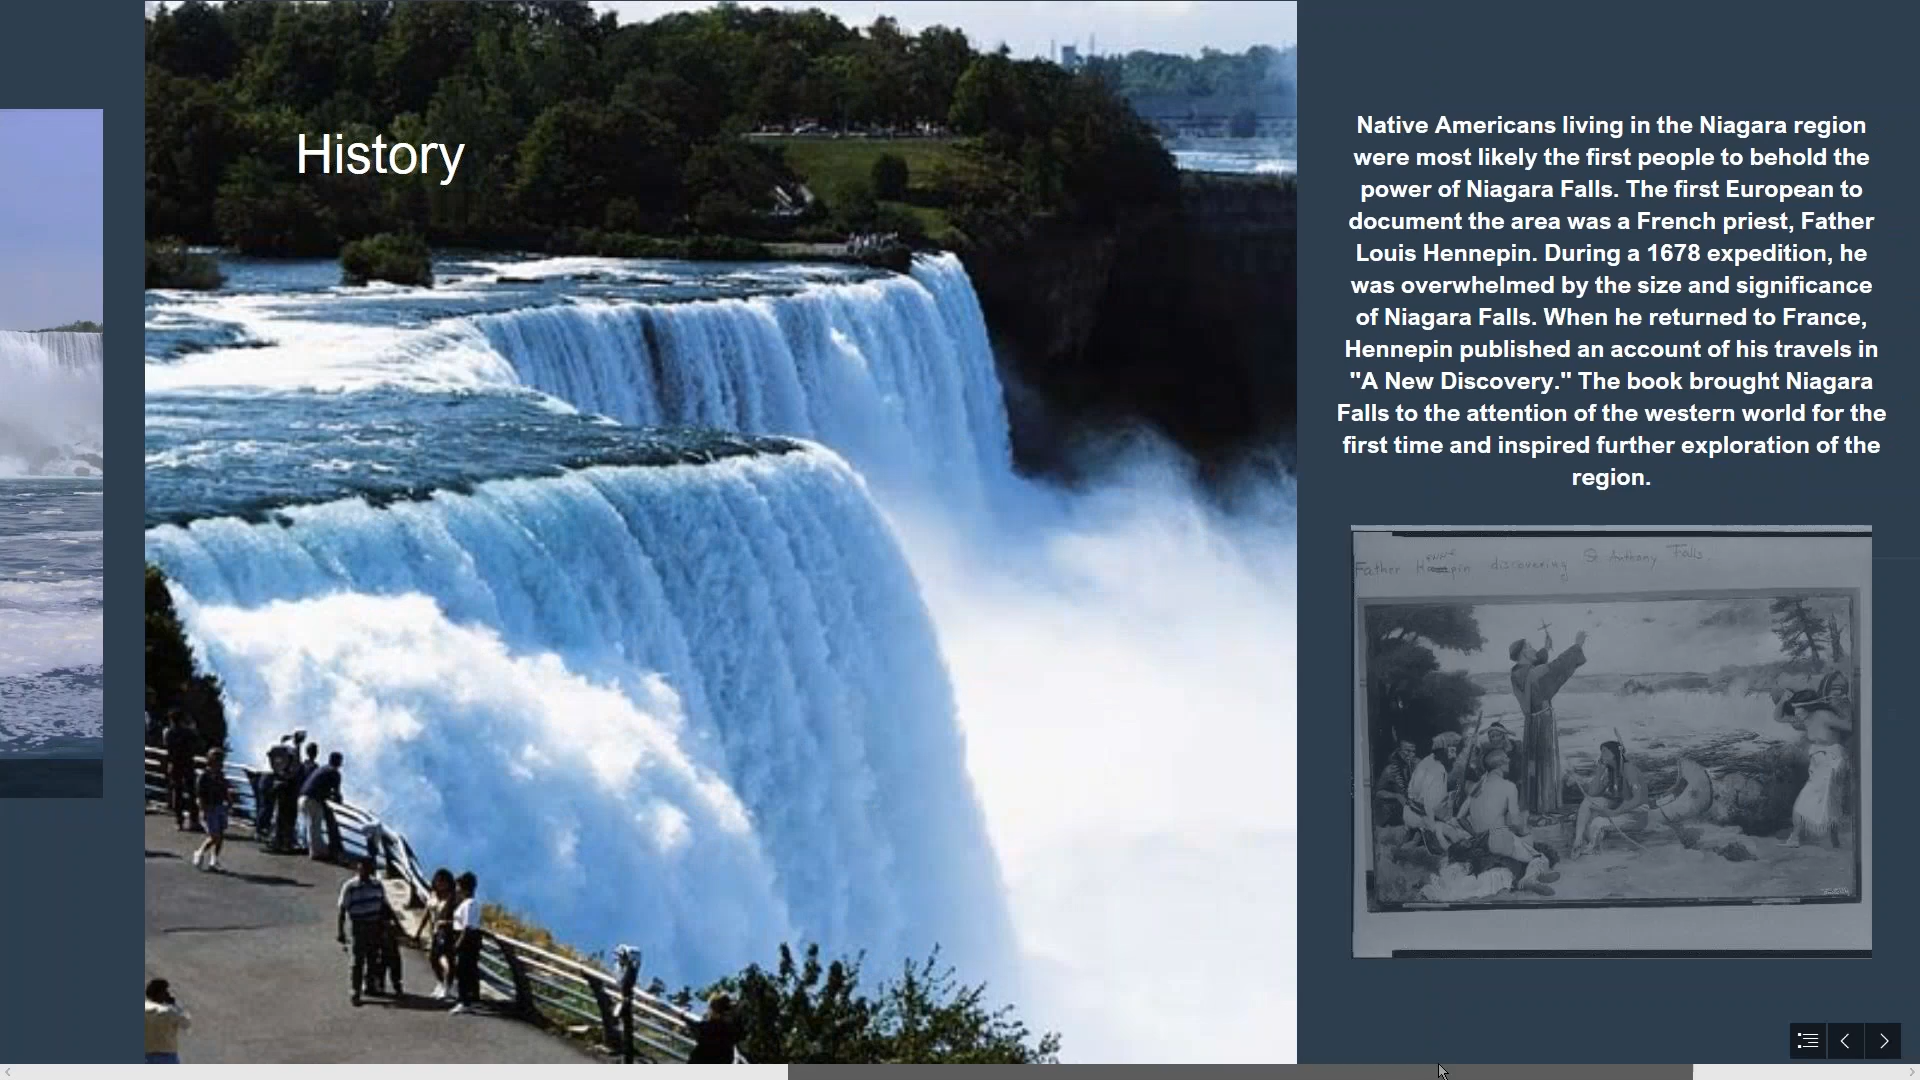 History
Native Americans living in the Niagara region
were most likely the first people to behold the
power of Niagara Falls. The first European to
document the area was a French priest, Father
Louis Hennepin. During a 1678 expedition, he
was overwhelmed by the size and significance
of Niagara Falls. When he returned to France,
Hennepin published an account of his travels in
"A New Discovery." The book brought Niagara
Falls to the attention of the western world for the
first time and inspired further exploration of the
region.
Father discovering St Anthony Falls.